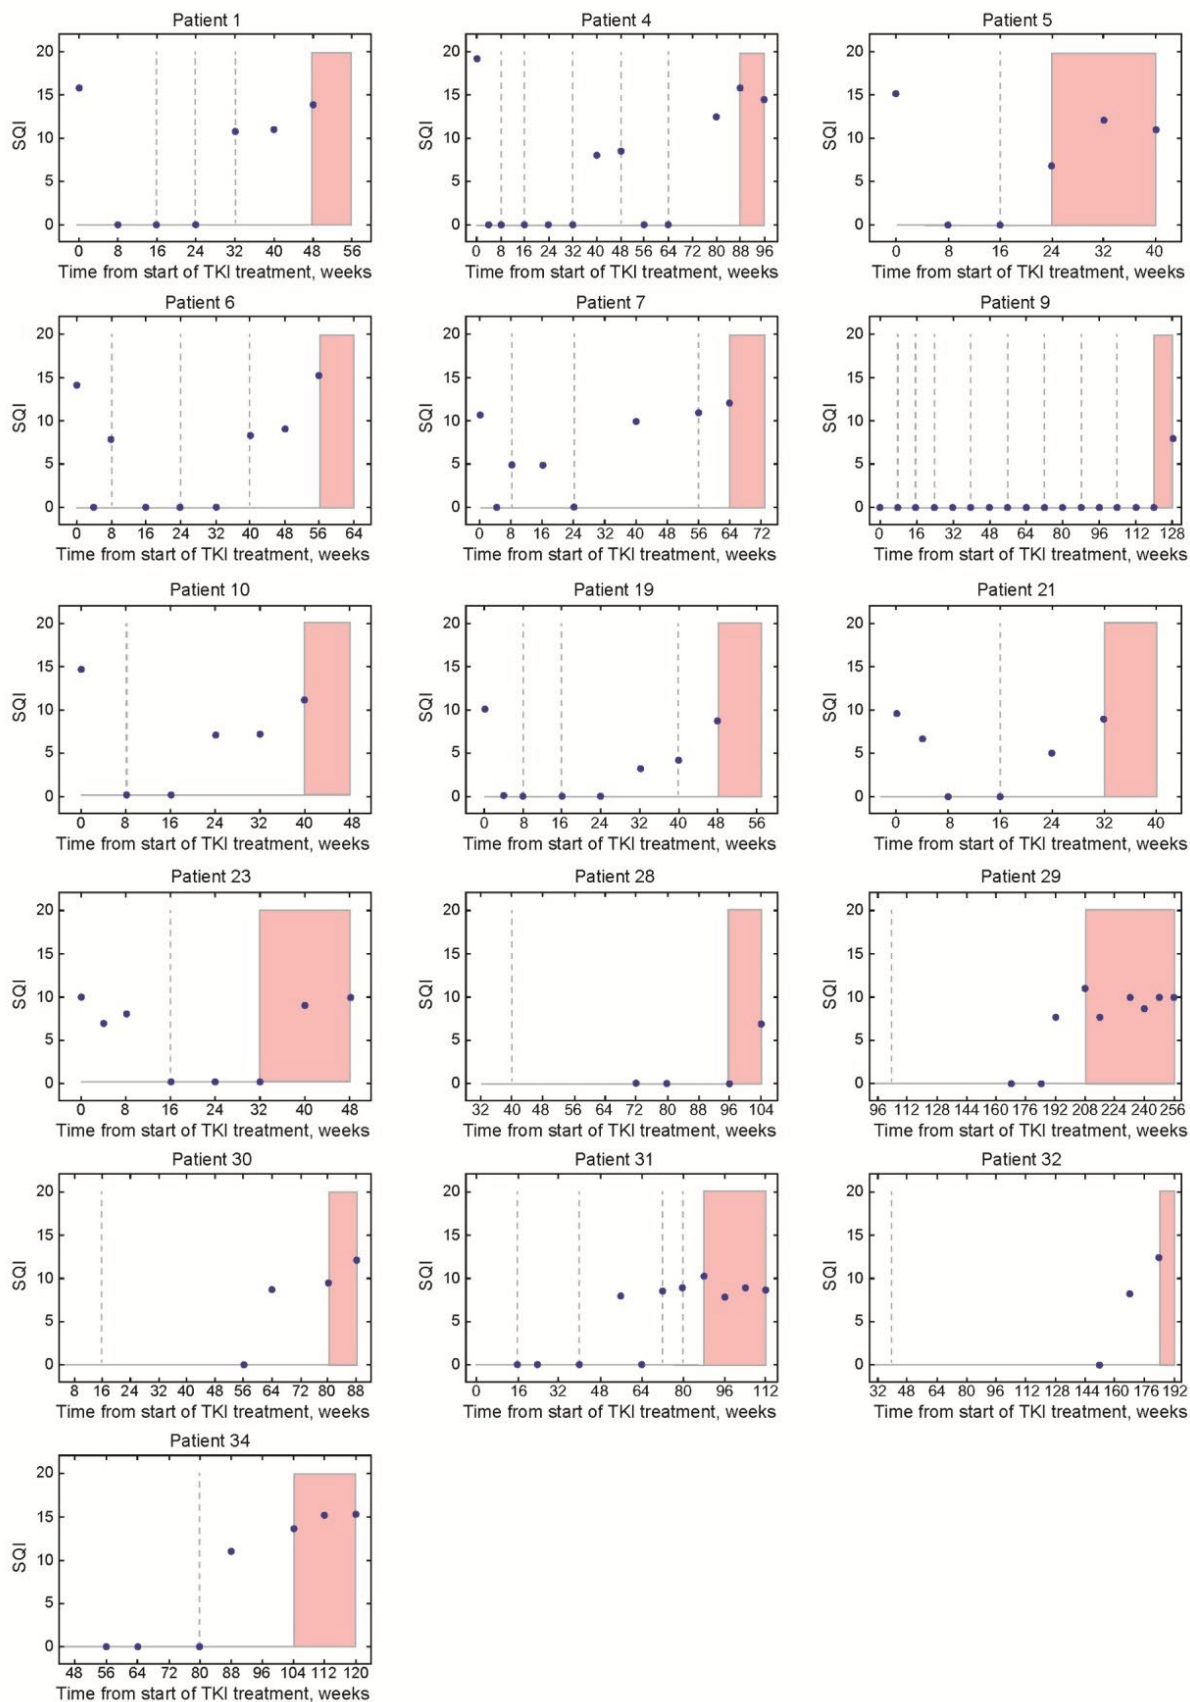 Patient 1
SQI
20
15
10
5
0
0 8 16 24 32 40 48 56
Time from start of TKI treatment, weeks
Patient 4
SQI
20
15
10
5
0
0 8 16 24 32 40 48 56 64 72 80 88 96
Time from start of TKI treatment, weeks
Patient 5
SQI
20
15
10
5
0
0 8 16 24 32 40
Time from start of TKI treatment, weeks
Patient 6
SQI
20
15
10
5
0
0 8 16 24 32 40 48 56 64
Time from start of TKI treatment, weeks
Patient 7
SQI
20
15
10
5
0
0 8 16 24 32 40 48 56 64 72
Time from start of TKI treatment, weeks
Patient 9
SQI
20
15
10
5
0
0 16 32 48 64 80 96 112 128
Time from start of TKI treatment, weeks
Patient 10
SQI
20
15
10
5
0
0 8 16 24 32 40 48
Time from start of TKI treatment, weeks
Patient 19
SQI
20
15
10
5
0
0 8 16 24 32 40 48 56
Time from start of TKI treatment, weeks
Patient 21
SQI
20
15
10
5
0
0 8 16 24 32 40
Time from start of TKI treatment, weeks
Patient 23
SQI
20
15
10
5
0
0 8 16 24 32 40 48
Time from start of TKI treatment, weeks
Patient 28
SQI
20
15
10
5
0
32 40 48 56 64 72 80 88 96 104
Time from start of TKI treatment, weeks
Patient 29
SQI
20
15
10
5
0
96 112 128 144 160 176 192 208 224 240 256
Time from start of TKI treatment, weeks
Patient 30
SQI
20
15
10
5
0
8 16 24 32 40 48 56 64 72 80 88
Time from start of TKI treatment, weeks
Patient 31
SQI
20
15
10
5
0
0 16 32 48 64 80 96 112
Time from start of TKI treatment, weeks
Patient 32
SQI
20
15
10
5
0
32 48 64 80 96 112 128 144 160 176 192
Time from start of TKI treatment, weeks
Patient 34
SQI
20
15
10
5
0
48 56 64 72 80 88 96 104 112 120
Time from start of TKI treatment, weeks